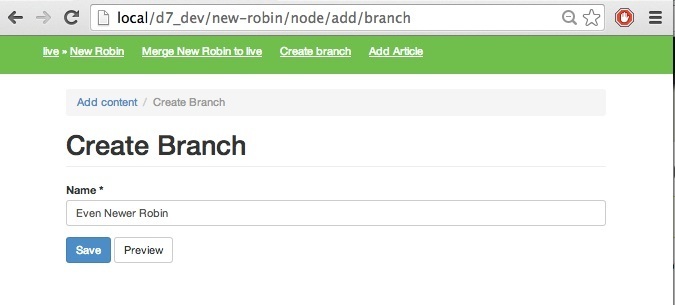 local/d7_dev/new-robin/node/add/branch
live » New Robin Merge New Robin to live Create branch Add Article
Add content / Create Branch
Create Branch
Name *
Even Newer Robin
Save Preview